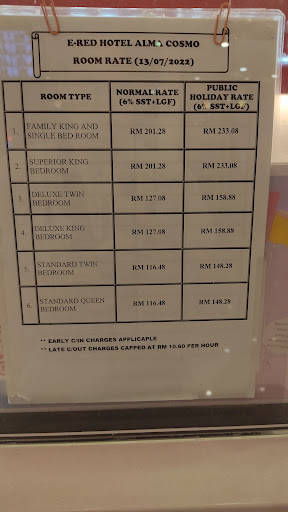 E-RED HOTEL ALMA COSMO
ROOM RATE (13/07/2022)
ROOM TYPE NORMAL RATE (6% SST+LGF) PUBLIC HOLIDAY RATE (6% SST+LGF)
1. FAMILY KING AND SINGLE BED ROOM RM 201.28 RM 233.08
2. SUPERIOR KING BEDROOM RM 201.28 RM 233.08
3. DELUXE TWIN BEDROOM RM 127.08 RM 158.88
4. DELUXE KING BEDROOM RM 127.08 RM 158.88
5. STANDARD TWIN BEDROOM RM 116.48 RM 148.28
6. STANDARD QUEEN BEDROOM RM 116.48 RM 148.28
** EARLY C/IN CHARGES APPLICAPLE
** LATE C/OUT CHARGES CAPPED AT RM 10.60 PER HOUR